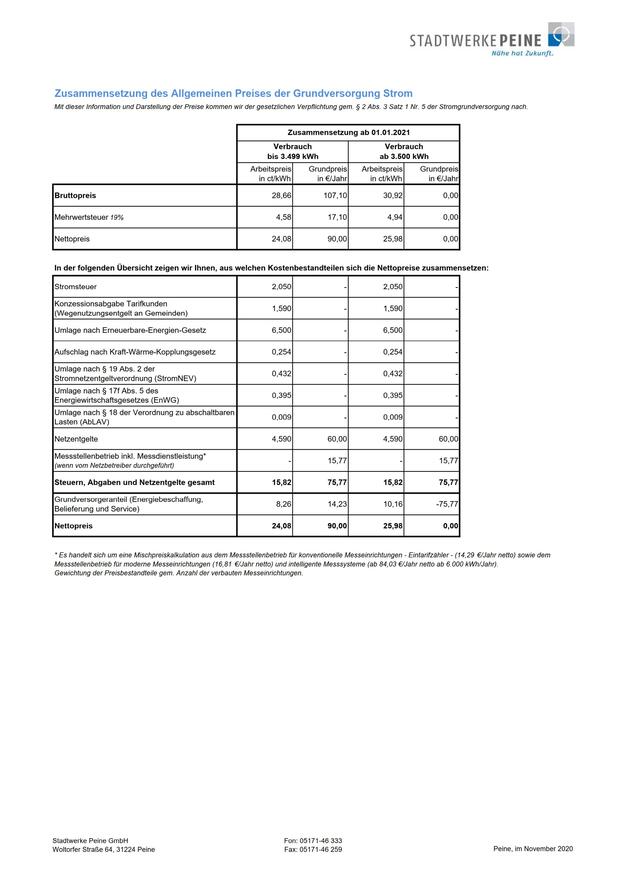 STADTWERKE PEINE
Nähe hat Zukunft.
Zusammensetzung des Allgemeinen Preises der Grundversorgung Strom
Mit dieser Information und Darstellung der Preise kommen wir der gesetzlichen Verpflichtung gem. § 2 Abs. 3 Satz 1 Nr. 5 der Stromgrundversorgung nach.
Zusammensetzung ab 01.01.2021
Verbrauch Verbrauch
bis 3.499 kWh ab 3.500 kWh
Arbeitspreis Grundpreis Arbeitspreis Grundpreis
in ct/kWh in €/Jahr in ct/kWh in €/Jahr
Bruttopreis 28,66 107,10 30,92 0,00
Mehrwertsteuer 19% 4,58 17,10 4,94 0,00
Nettopreis 24,08 90,00 25,98 0,00
In der folgenden Übersicht zeigen wir Ihnen, aus welchen Kostenbestandteilen sich die Nettopreise zusammensetzen:
Stromsteuer 2,050 - 2,050 -
Konzessionsabgabe Tarifkunden
(Wegenutzungsentgelt an Gemeinden) 1,590 - 1,590 -
Umlage nach Erneuerbare-Energien-Gesetz 6,500 - 6,500 -
Aufschlag nach Kraft-Wärme-Kopplungsgesetz 0,254 - 0,254 -
Umlage nach § 19 Abs. 2 der
Stromnetzentgeltverordnung (StromNEV) 0,432 - 0,432 -
Umlage nach § 17f Abs. 5 des
Energiewirtschaftsgesetzes (EnWG) 0,395 - 0,395 -
Umlage nach § 18 der Verordnung zu abschaltbaren
Lasten (AbLAV) 0,009 - 0,009 -
Netzentgelte 4,590 60,00 4,590 60,00
Messstellenbetrieb inkl. Messdienstleistung* - 15,77 - 15,77
(wenn vom Netzbetreiber durchgeführt)
Steuern, Abgaben und Netzentgelte gesamt 15,82 75,77 15,82 75,77
Grundversorgeranteil (Energiebeschaffung,
Belieferung und Service) 8,26 14,23 10,16 -75,77
Nettopreis 24,08 90,00 25,98 0,00
* Es handelt sich um eine Mischpreiskalkulation aus dem Messstellenbetrieb für konventionelle Messeinrichtungen - Eintarifzähler - (14,29 €/Jahr netto) sowie dem
Messstellenbetrieb für moderne Messeinrichtungen (16,81 €/Jahr netto) und intelligente Messsysteme (ab 84,03 €/Jahr netto ab 6.000 kWh/Jahr).
Gewichtung der Preisbestandteile gem. Anzahl der verbauten Messeinrichtungen.
Stadtwerke Peine GmbH Fon: 05171-46 333
Woltorfer Straße 64, 31224 Peine Fax: 05171-46 259 Peine, im November 2020